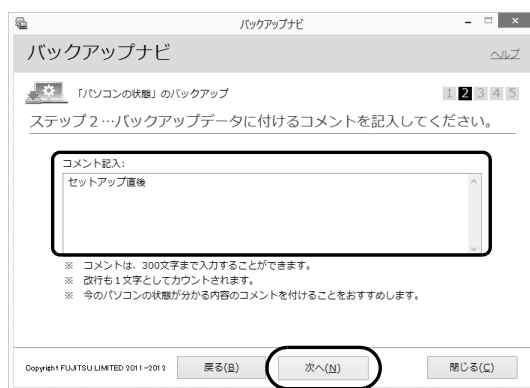 バックアップナビ
バックアップナビ
ヘルプ
「パソコンの状態」のバックアップ
1 2 3 4 5
ステップ2…バックアップデータに付けるコメントを記入してください。
コメント記入:
セットアップ直後
※ コメントは、300文字まで入力することができます。
※ 改行も1文字としてカウントされます。
※ 今のパソコンの状態が分かる内容のコメントを付けることをおすすめします。
Copyright FUJITSU LIMITED 2011-2012
戻る(B)
次へ(N)
閉じる(C)